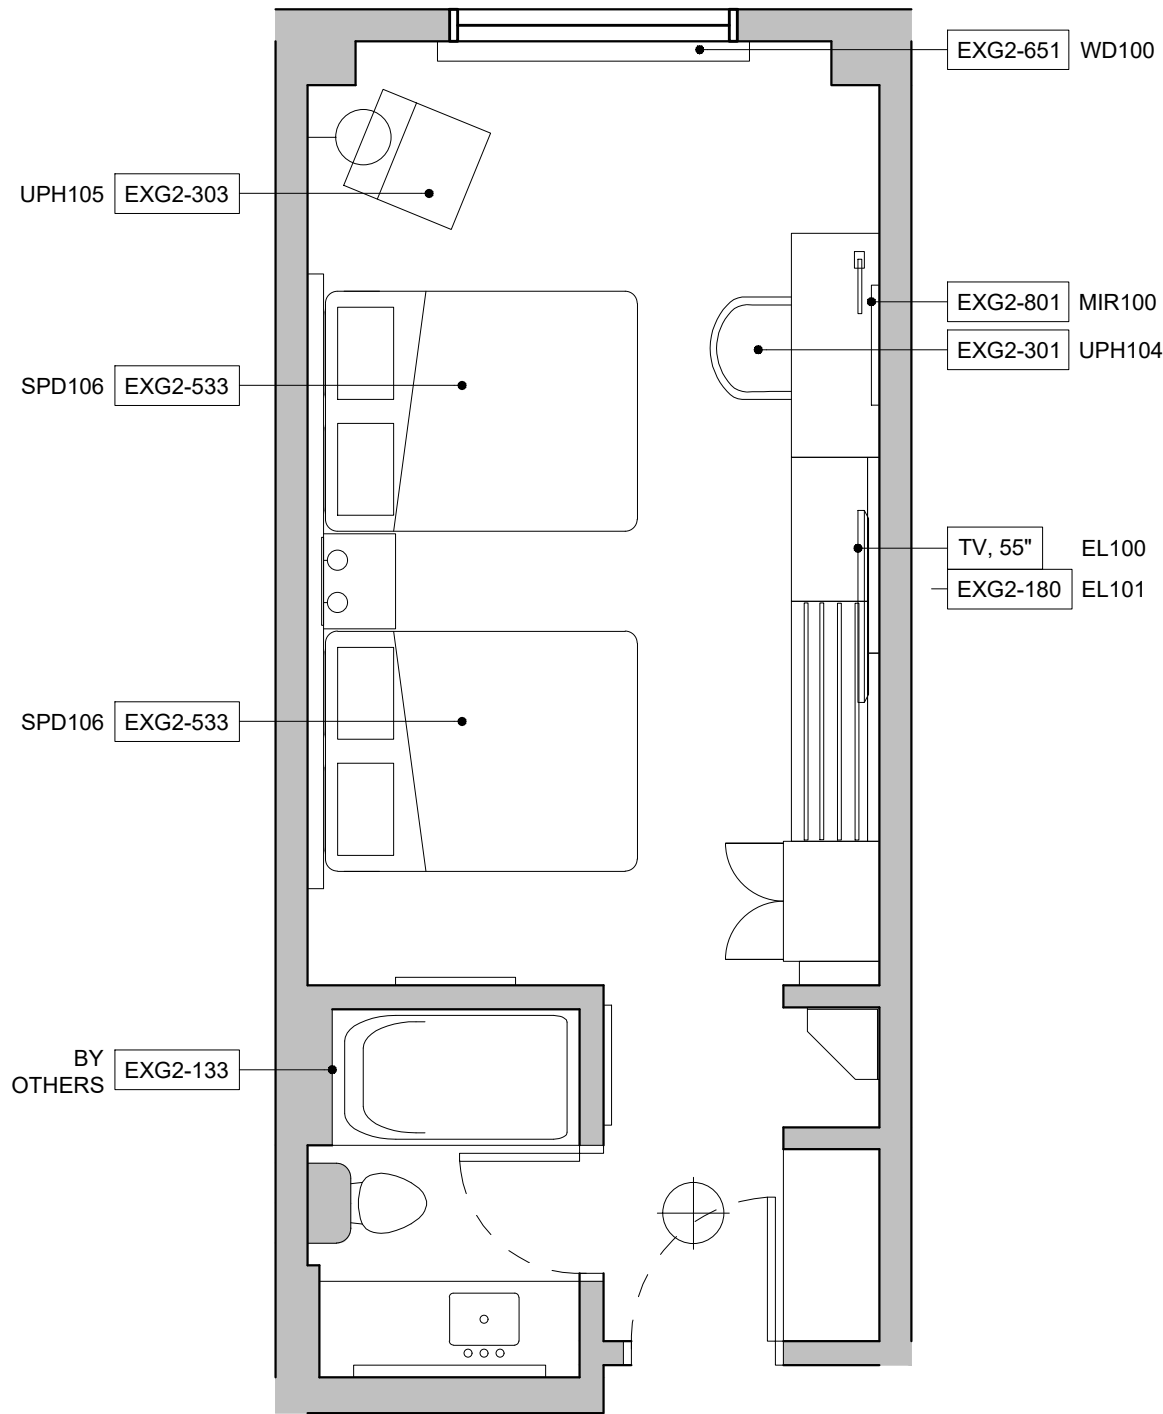 EXG2-651 WD100
UPH105 EXG2-303
EXG2-801 MIR100
EXG2-301 UPH104
SPD106 EXG2-533
TV, 55" EL100
EXG2-180 EL101
SPD106 EXG2-533
BY
OTHERS EXG2-133